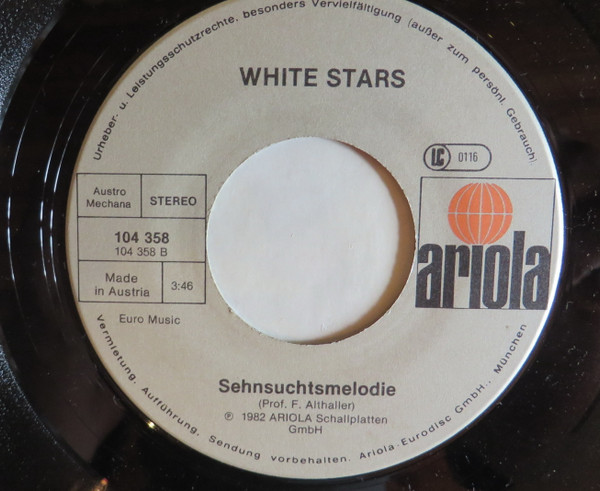 Urheber- u. Leistungsschutzrechte, besonders Vervielfältigung (außer zum persönl. Gebrauch)
WHITE STARS
LC 0116
Austro
Mechana
STEREO
104 358
104 358 B
Made
in Austria
3:46
ariola
Euro Music
Sehnsuchtsmelodie
(Prof. F. Althaller)
℗ 1982 ARIOLA Schallplatten
GmbH
Vermietung, Aufführung, Sendung vorbehalten. Ariola Eurodisc GmbH., München